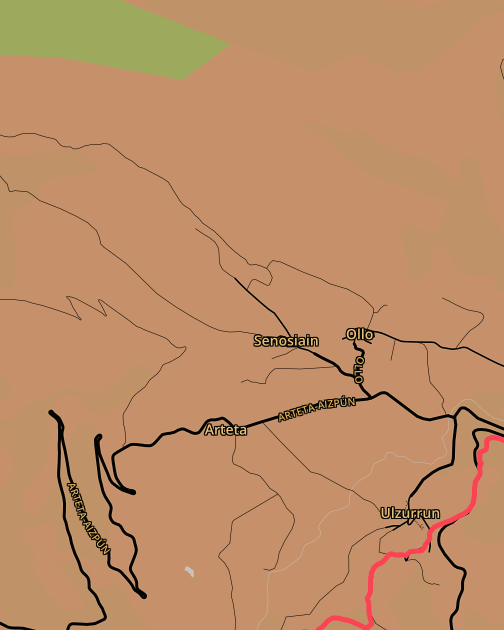 Ollo
Senosiain
OLLO
ARTETA-AIZPÚN
Arteta
ARTETA-AIZPÚN
Ulzurrun